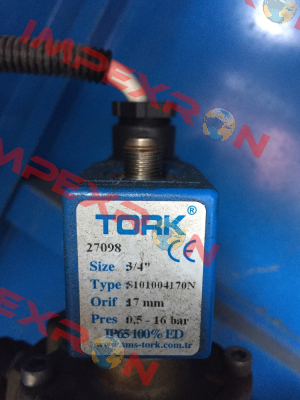 IMPEXRON
TORK®
27098
CE
Size 3/4"
Type S101004170N
Orif 17 mm
Pres 0,5 - 16 bar
IP65 100% ED
www.sms-tork.com.tr
IMPEXRON